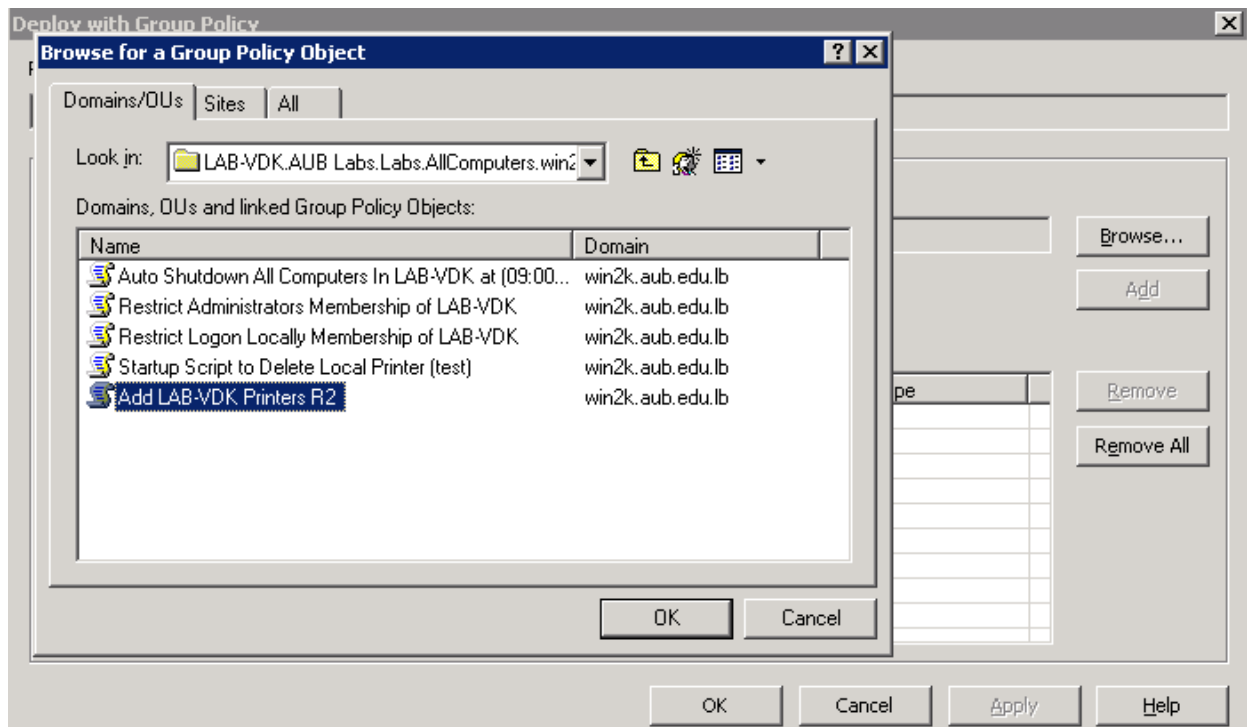 Deploy with Group Policy
Browse for a Group Policy Object
Domains/OUs Sites All
Look in: LAB-VDK.AUB Labs.Labs.AllComputers.win2
Domains, OUs and linked Group Policy Objects:
Name Domain
Auto Shutdown All Computers In LAB-VDK at (09:00... win2k.aub.edu.lb
Restrict Administrators Membership of LAB-VDK win2k.aub.edu.lb
Restrict Logon Locally Membership of LAB-VDK win2k.aub.edu.lb
Startup Script to Delete Local Printer (test) win2k.aub.edu.lb
Add LAB-VDK Printers R2 win2k.aub.edu.lb
OK Cancel
Browse...
Add
pe
Remove
Remove All
OK Cancel Apply Help